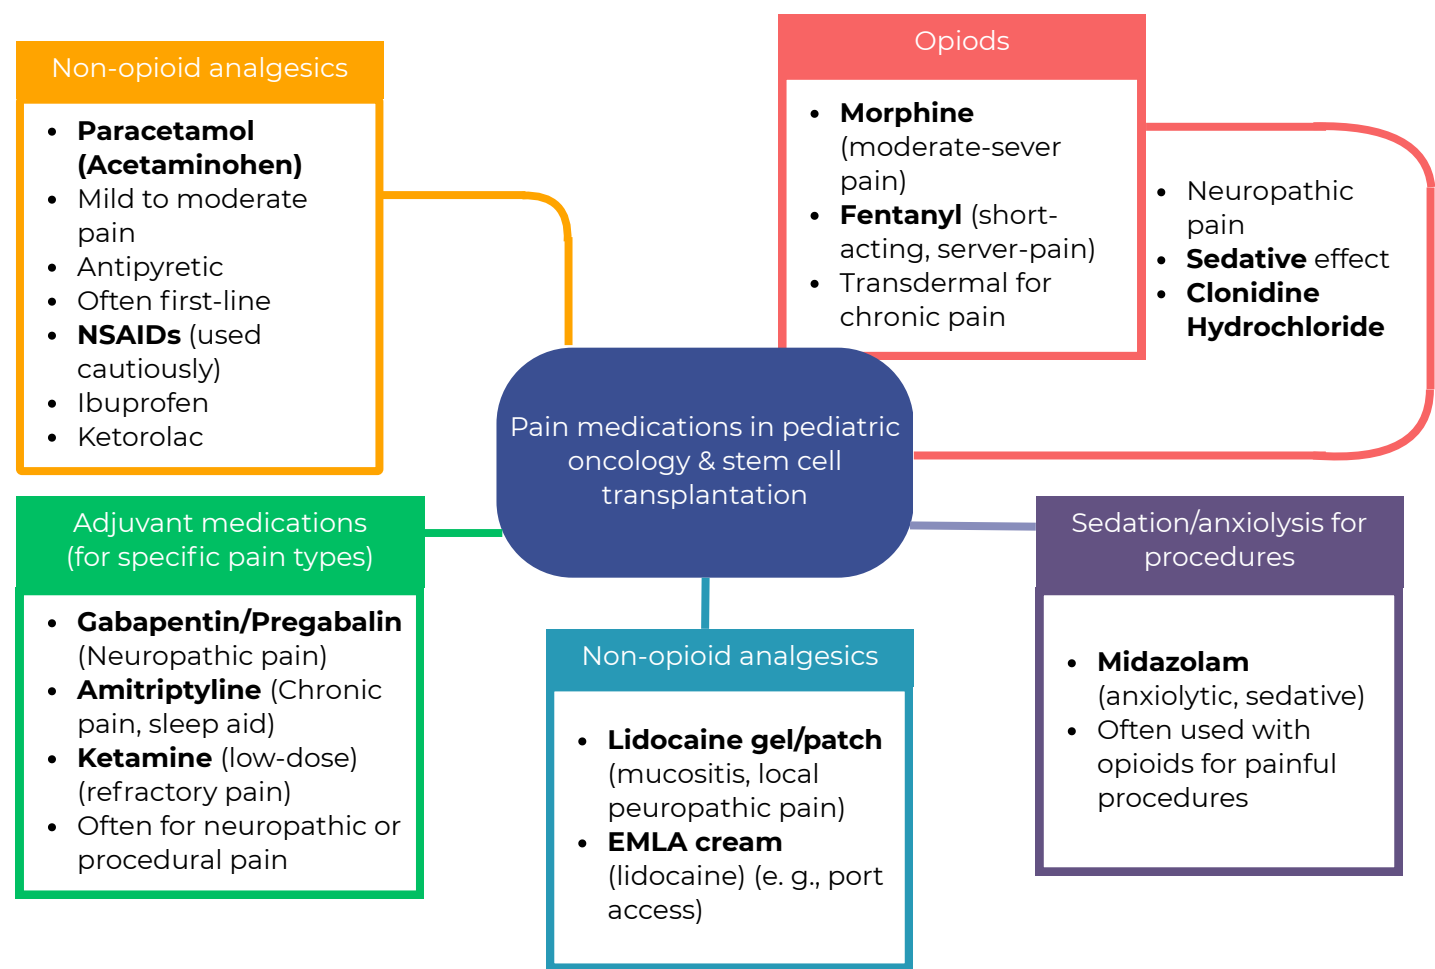 Non-opioid analgesics
• Paracetamol
(Acetaminohen)
• Mild to moderate
pain
• Antipyretic
• Often first-line
• NSAIDs (used
cautiously)
• Ibuprofen
• Ketorolac
Opiods
• Morphine
(moderate-sever
pain)
• Fentanyl (short-
acting, server-pain)
• Transdermal for
chronic pain
• Neuropathic
pain
• Sedative effect
• Clonidine
Hydrochloride
Pain medications in pediatric
oncology & stem cell
transplantation
Adjuvant medications
(for specific pain types)
• Gabapentin/Pregabalin
(Neuropathic pain)
• Amitriptyline (Chronic
pain, sleep aid)
• Ketamine (low-dose)
(refractory pain)
• Often for neuropathic or
procedural pain
Non-opioid analgesics
• Lidocaine gel/patch
(mucositis, local
peuropathic pain)
• EMLA cream
(lidocaine) (e. g., port
access)
Sedation/anxiolysis for
procedures
• Midazolam
(anxiolytic, sedative)
• Often used with
opioids for painful
procedures